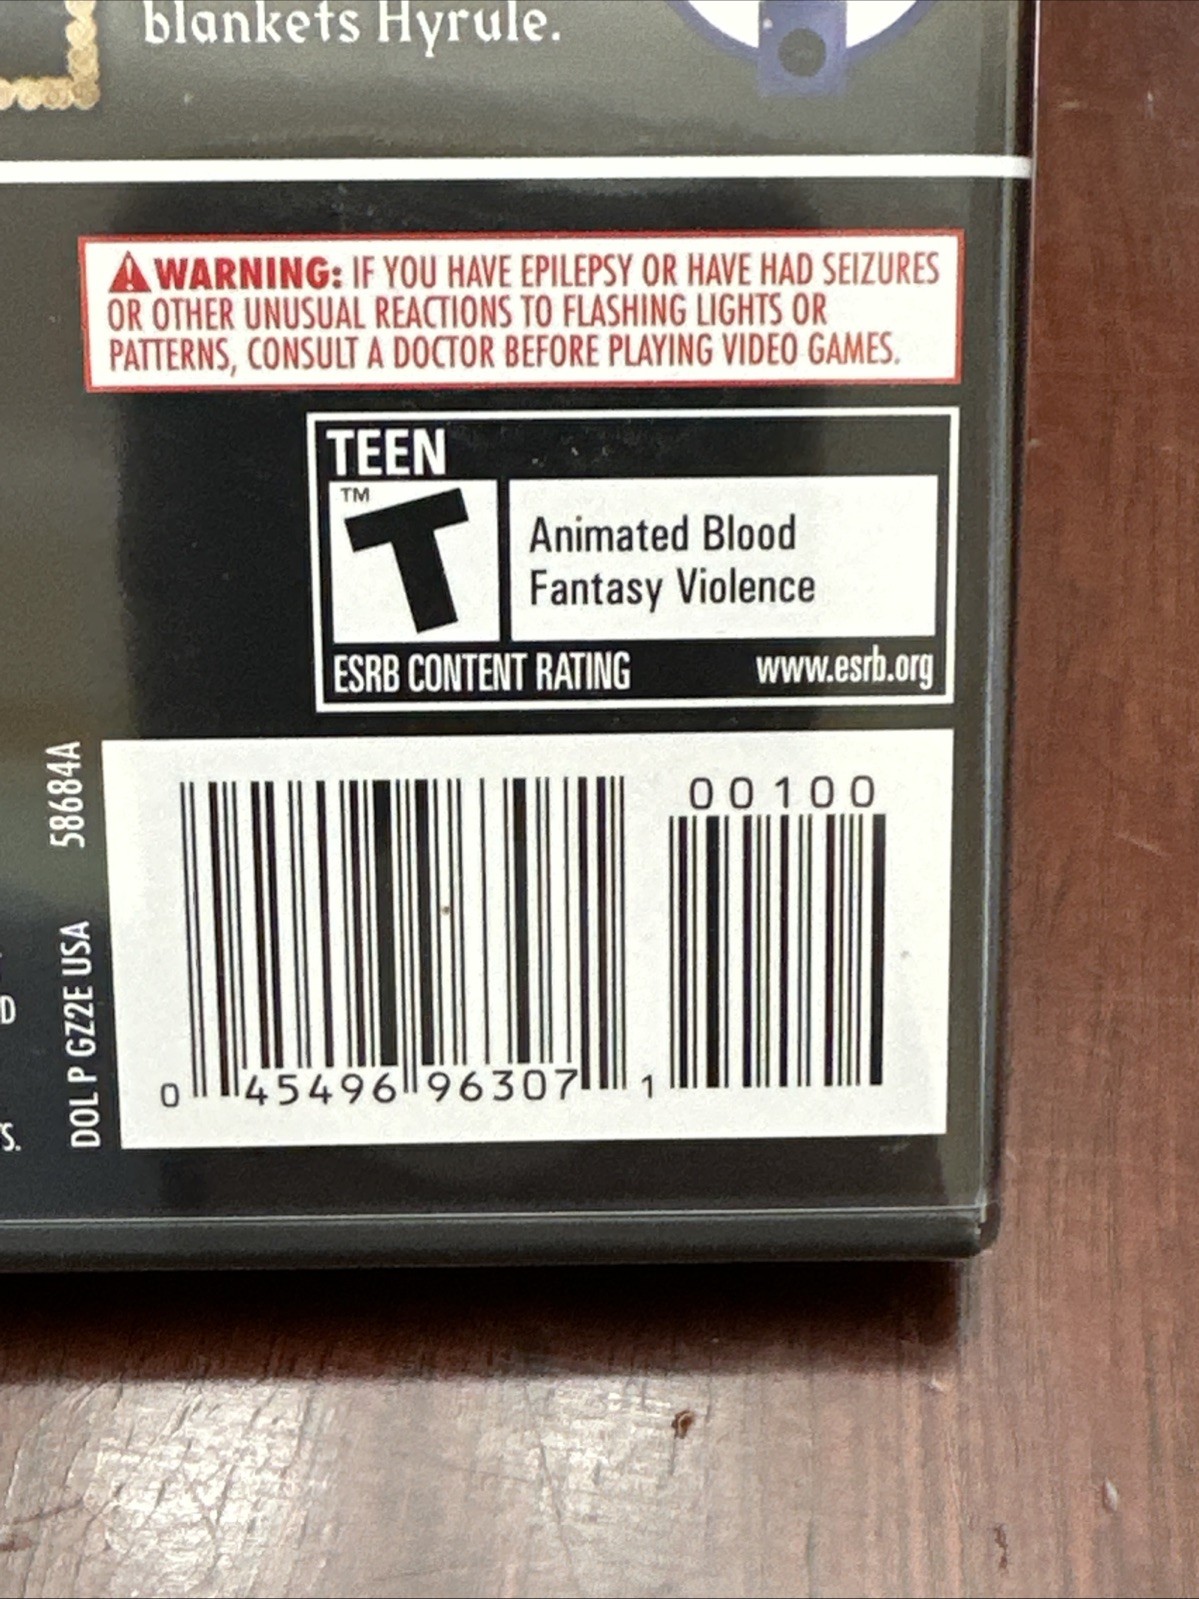 blankets Hyrule.
WARNING: IF YOU HAVE EPILEPSY OR HAVE HAD SEIZURES
OR OTHER UNUSUAL REACTIONS TO FLASHING LIGHTS OR
PATTERNS, CONSULT A DOCTOR BEFORE PLAYING VIDEO GAMES.
TEEN
TM
T
Animated Blood
Fantasy Violence
ESRB CONTENT RATING www.esrb.org
58684A
DOL P GZ2E USA
00100
0 45496 96307 1
D
S.